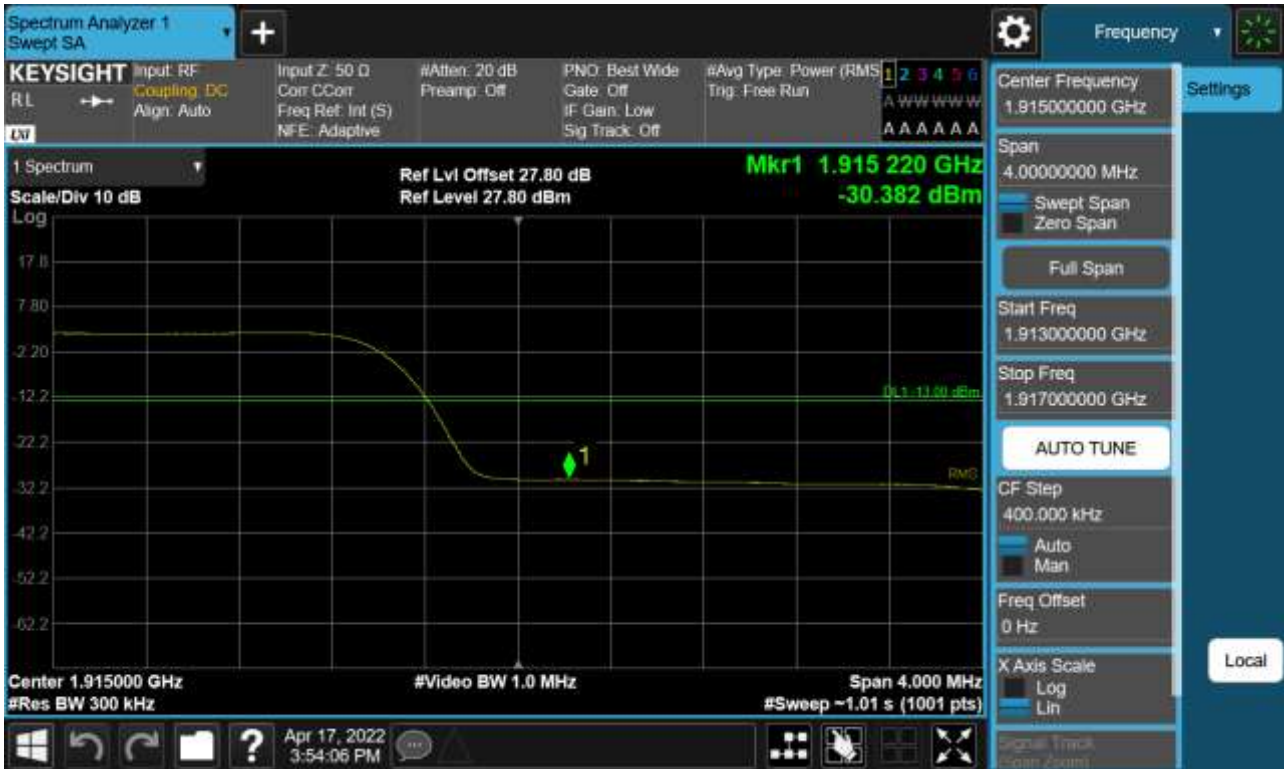 Spectrum Analyzer 1
Swept SA
+
Frequency
KEYSIGHT
RL
LXI
Input: RF
Coupling: DC
Align: Auto
Input Z: 50 Ω
Corr CCorr
Freq Ref: Int (S)
NFE: Adaptive
#Atten: 20 dB
Preamp: Off
PNO: Best Wide
Gate: Off
IF Gain: Low
Sig Track: Off
#Avg Type: Power (RMS
Trig: Free Run
1 2 3 4 5 6
A W W W W W
A A A A A A
1 Spectrum
Scale/Div 10 dB
Log
Ref Lvl Offset 27.80 dB
Ref Level 27.80 dBm
Mkr1 1.915 220 GHz
-30.382 dBm
17.8
7.80
-2.20
-12.2
-22.2
-32.2
-42.2
-52.2
-62.2
DL1 -13.00 dBm
1
RMS
Center 1.915000 GHz
#Res BW 300 kHz
#Video BW 1.0 MHz
Span 4.000 MHz
#Sweep ~1.01 s (1001 pts)
Center Frequency
1.915000000 GHz
Settings
Span
4.00000000 MHz
Swept Span
Zero Span
Full Span
Start Freq
1.913000000 GHz
Stop Freq
1.917000000 GHz
AUTO TUNE
CF Step
400.000 kHz
Auto
Man
Freq Offset
0 Hz
X Axis Scale
Log
Lin
Signal Track
(Span Zoom)
Local
?
Apr 17, 2022
3:54:06 PM